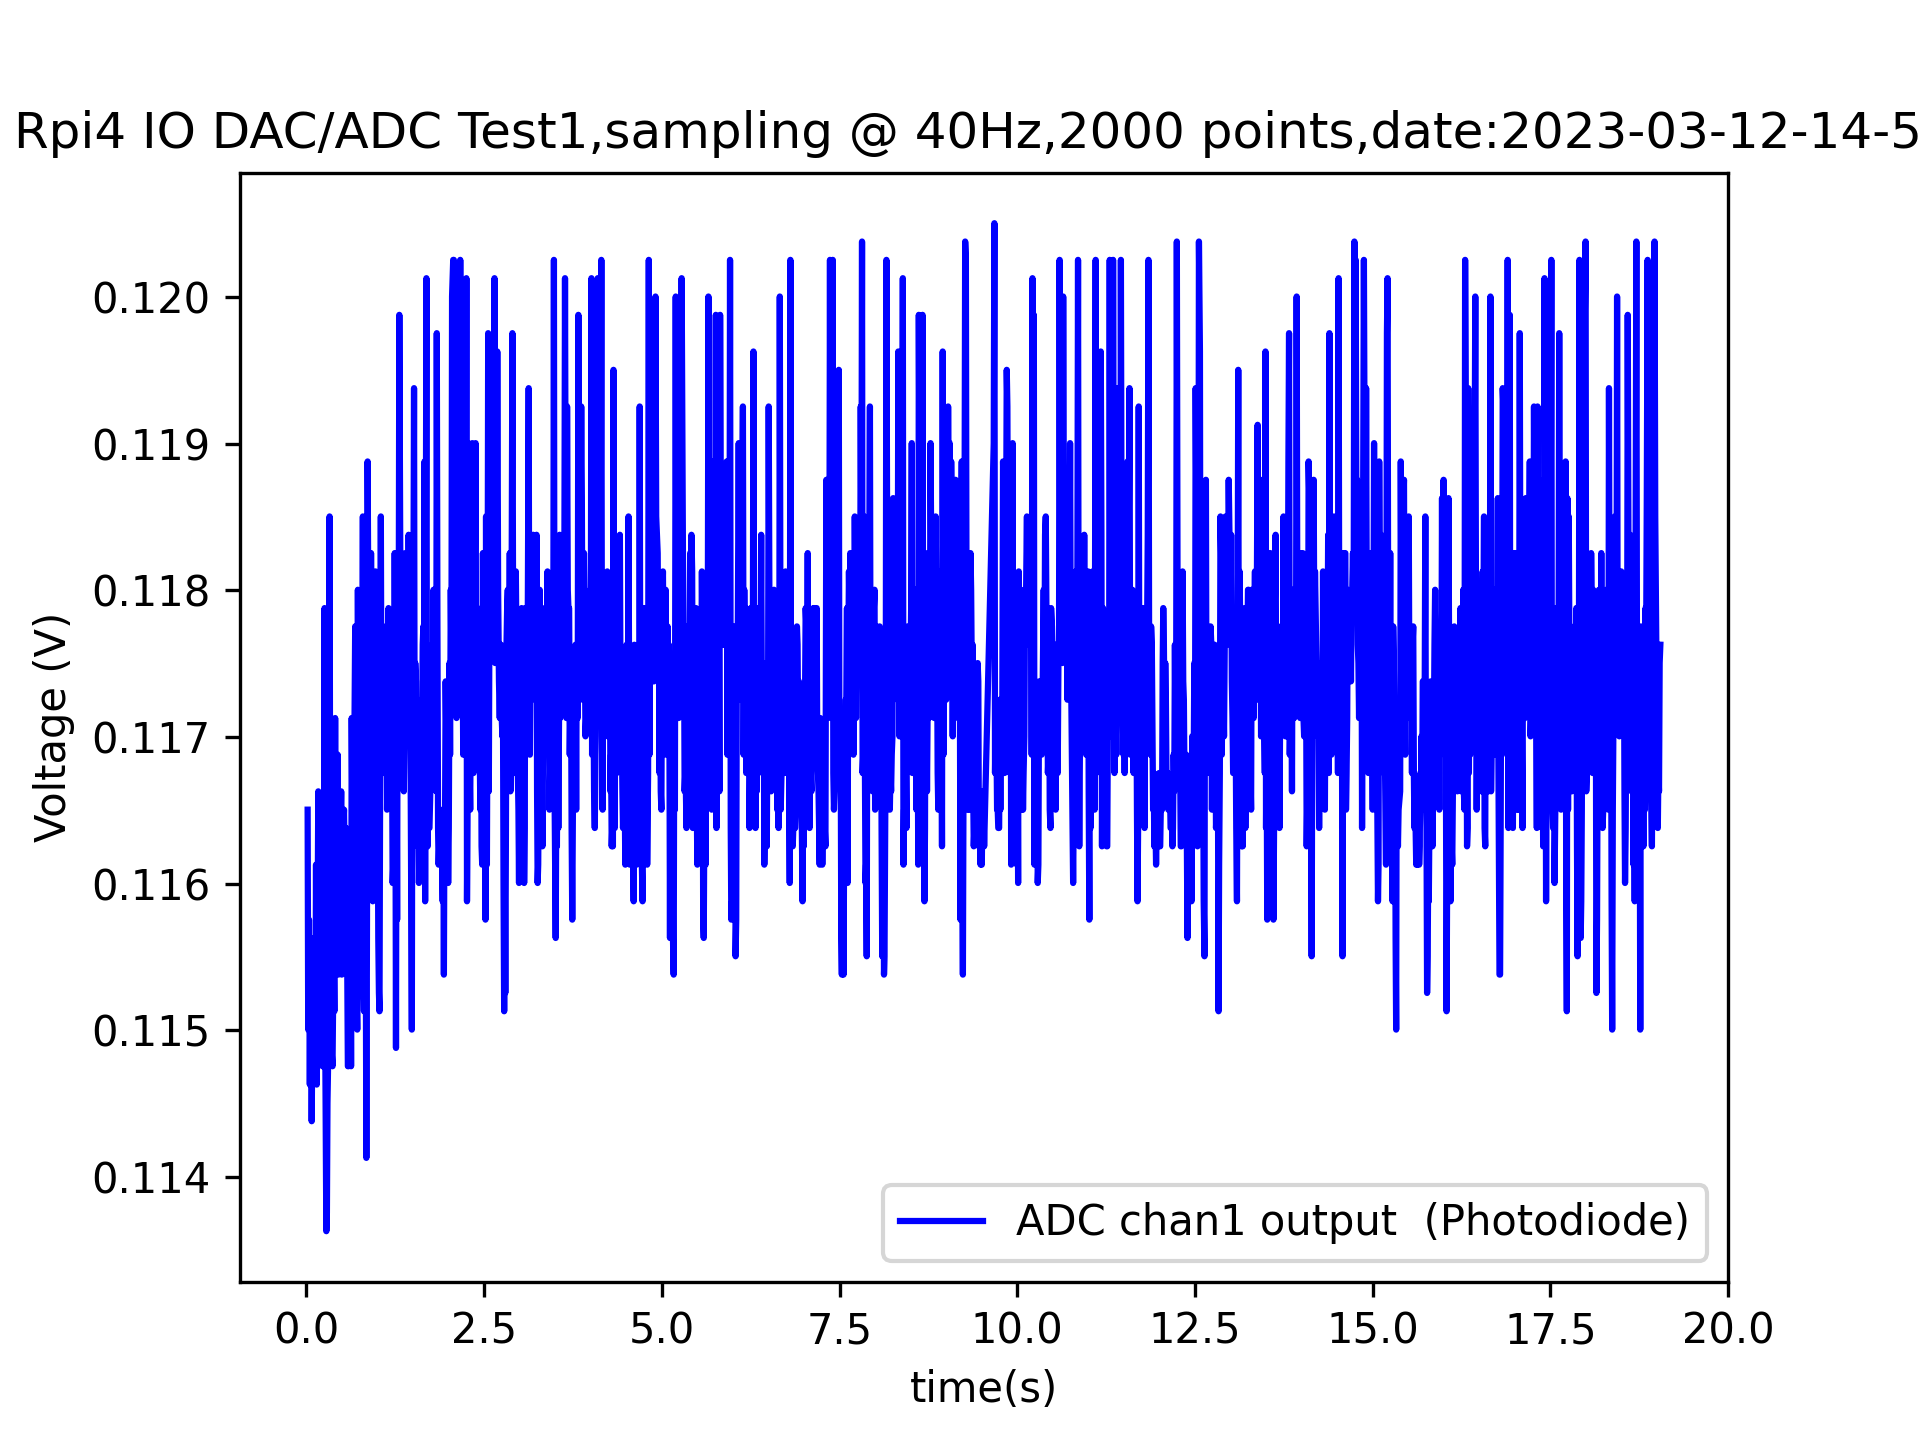 Rpi4 IO DAC/ADC Test1,sampling @ 40Hz,2000 points,date:2023-03-12-14-5
0.120
0.119
0.118
0.117
0.116
0.115
0.114
Voltage (V)
ADC chan1 output  (Photodiode)
0.0 2.5 5.0 7.5 10.0 12.5 15.0 17.5 20.0
time(s)